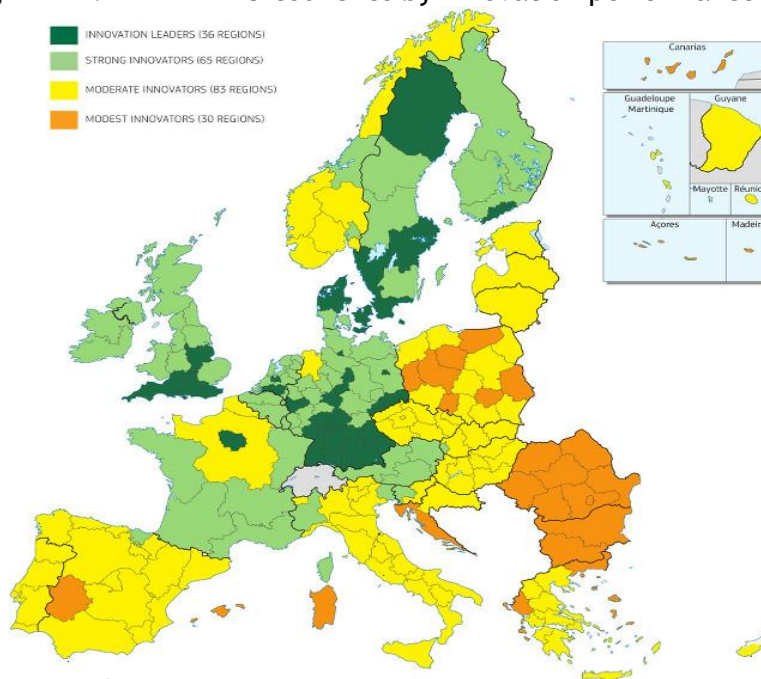 INNOVATION LEADERS (36 REGIONS)
STRONG INNOVATORS (65 REGIONS)
MODERATE INNOVATORS (83 REGIONS)
MODEST INNOVATORS (30 REGIONS)
Canarias
Guadeloupe
Martinique
Guyane
Mayotte
Açores